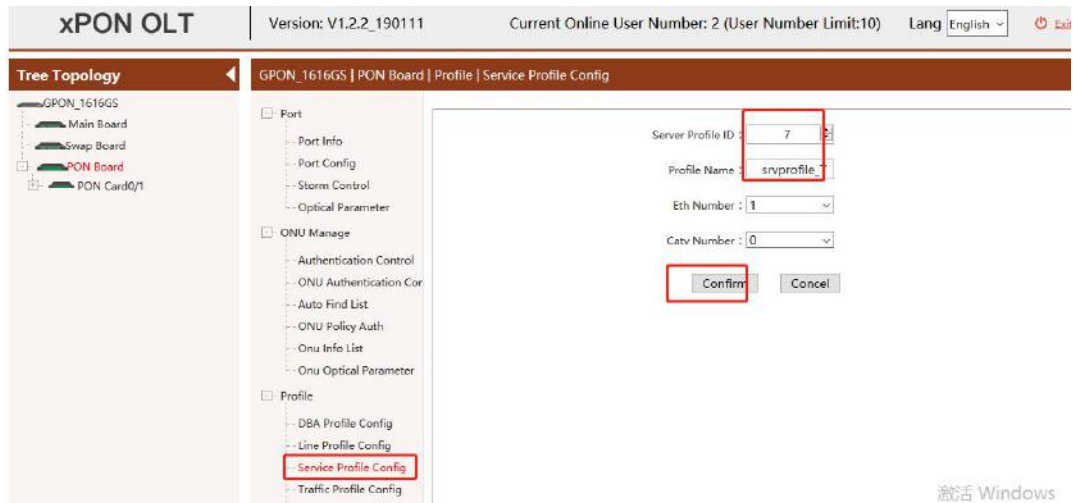 xPON OLT
Version: V1.2.2_190111
Current Online User Number: 2 (User Number Limit:10)
Lang English
Exit
Tree Topology
GPON_1616GS | PON Board | Profile | Service Profile Config
GPON_1616GS
Main Board
Swap Board
PON Board
PON Card0/1
Port
Port Info
Port Config
Storm Control
Optical Parameter
ONU Manage
Authentication Control
ONU Authentication Cor
Auto Find List
ONU Policy Auth
Onu Info List
Onu Optical Parameter
Profile
DBA Profile Config
Line Profile Config
Service Profile Config
Traffic Profile Config
Server Profile ID : 7
Profile Name : srvprofile_7
Eth Number : 1
Catv Number : 0
Confirm
Concel
激活 Windows